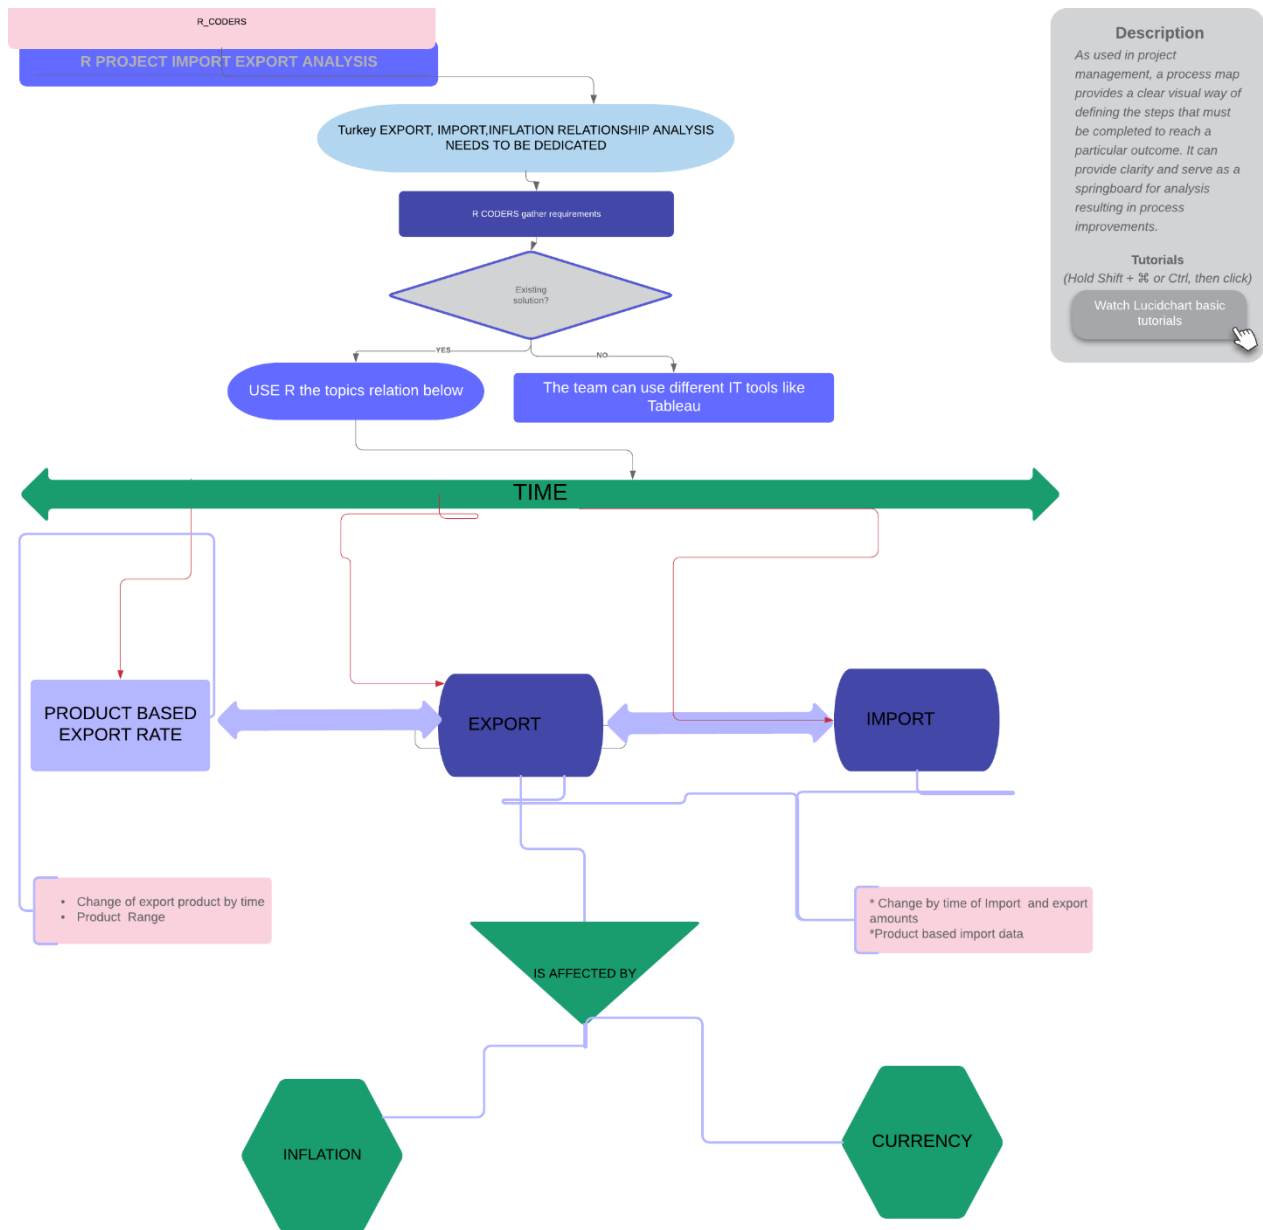 R_CODERS
R PROJECT IMPORT EXPORT ANALYSIS
Turkey EXPORT, IMPORT,INFLATION RELATIONSHIP ANALYSIS
NEEDS TO BE DEDICATED
R CODERS gather requirements
Existing
solution?
YES
NO
USE R the topics relation below
The team can use different IT tools like
Tableau
Description
As used in project
management, a process map
provides a clear visual way of
defining the steps that must
be completed to reach a
particular outcome. It can
provide clarity and serve as a
springboard for analysis
resulting in process
improvements.
Tutorials
(Hold Shift + ⌘ or Ctrl, then click)
Watch Lucidchart basic
tutorials
TIME
PRODUCT BASED
EXPORT RATE
EXPORT
IMPORT
• Change of export product by time
• Product  Range
* Change by time of Import  and export
amounts
*Product based import data
IS AFFECTED BY
INFLATION
CURRENCY